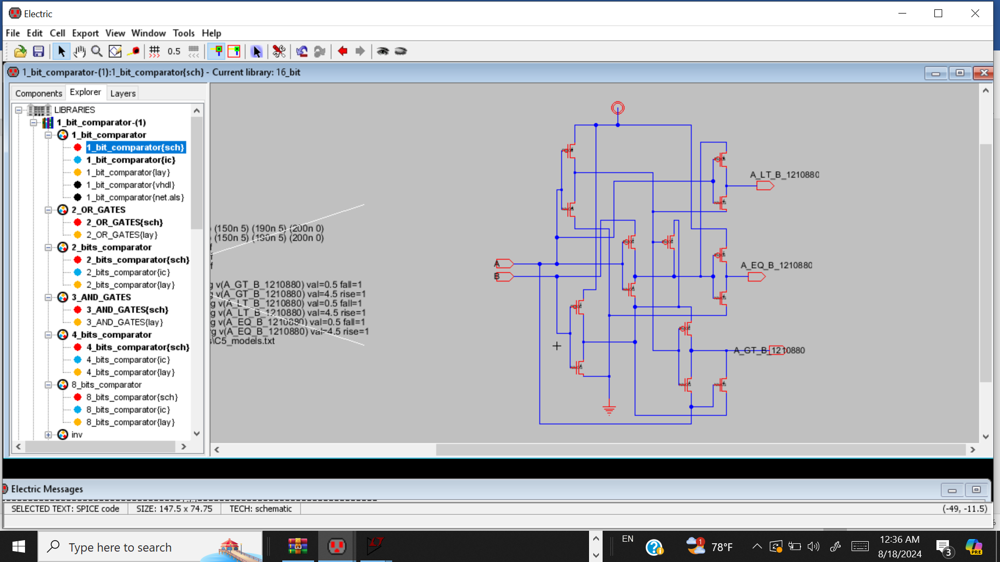 Electric
File Edit Cell Export View Window Tools Help
0.5
1_bit_comparator-(1):1_bit_comparator{sch} - Current library: 16_bit
Components Explorer Layers
LIBRARIES
1_bit_comparator-(1)
1_bit_comparator
1_bit_comparator{sch}
1_bit_comparator{ic}
1_bit_comparator{lay}
1_bit_comparator{vhdl}
1_bit_comparator{net.als}
2_OR_GATES
2_OR_GATES{sch}
2_OR_GATES{lay}
2_bits_comparator
2_bits_comparator{sch}
2_bits_comparator{ic}
2_bits_comparator{lay}
3_AND_GATES
3_AND_GATES{sch}
3_AND_GATES{lay}
4_bits_comparator
4_bits_comparator{sch}
4_bits_comparator{ic}
4_bits_comparator{lay}
8_bits_comparator
8_bits_comparator{sch}
8_bits_comparator{ic}
8_bits_comparator{lay}
inv
(150n 5) (190n 5) (200n 0)
(150n 5) (190n 5) (200n 0)
f
f
f
g v(A_GT_B_1210880) val=0.5 fall=1
g v(A_GT_B_1210880) val=4.5 rise=1
g v(A_LT_B_1210880) val=0.5 fall=1
g v(A_LT_B_1210880) val=4.5 rise=1
g v(A_EQ_B_1210880) val=0.5 fall=1
rg v(A_EQ_B_1210880) val=4.5 rise=1
s\C5_models.txt
A_LT_B_1210880
A
B
A_EQ_B_1210880
A_GT_B_1210880
Electric Messages
SELECTED TEXT: SPICE code SIZE: 147.5 x 74.75 TECH: schematic (-49, -11.5)
Type here to search
EN
1
78°F
12:36 AM
8/18/2024
3
PRE